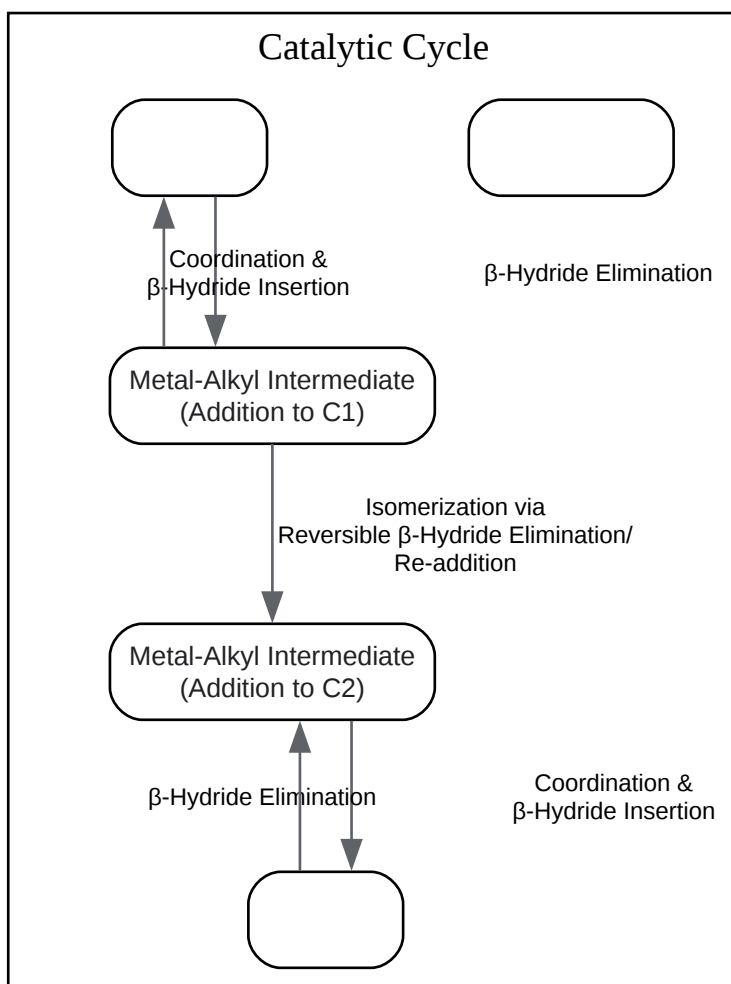 Catalytic Cycle
Coordination &
β-Hydride Insertion
β-Hydride Elimination
Metal-Alkyl Intermediate
(Addition to C1)
Isomerization via
Reversible β-Hydride Elimination/
Re-addition
Metal-Alkyl Intermediate
(Addition to C2)
β-Hydride Elimination
Coordination &
β-Hydride Insertion